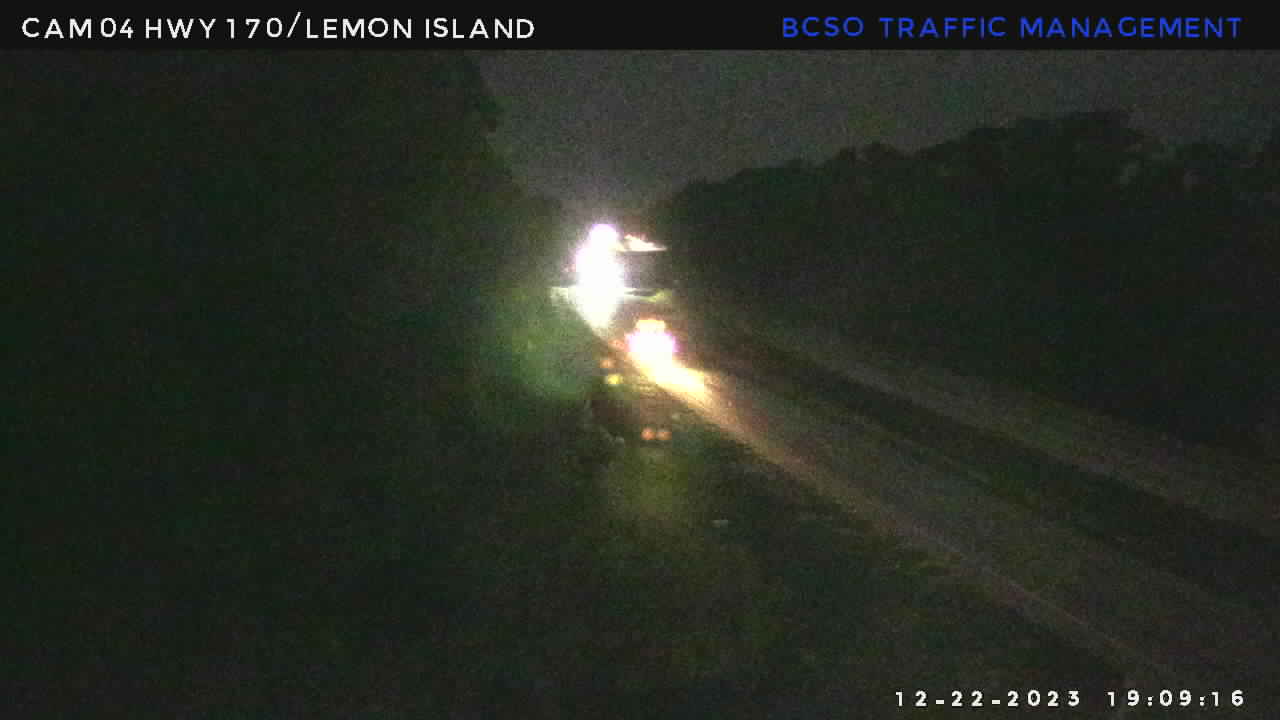 CAM04 HWY 170/LEMON ISLAND
BCSO TRAFFIC MANAGEMENT
12-22-2023 19:09:16